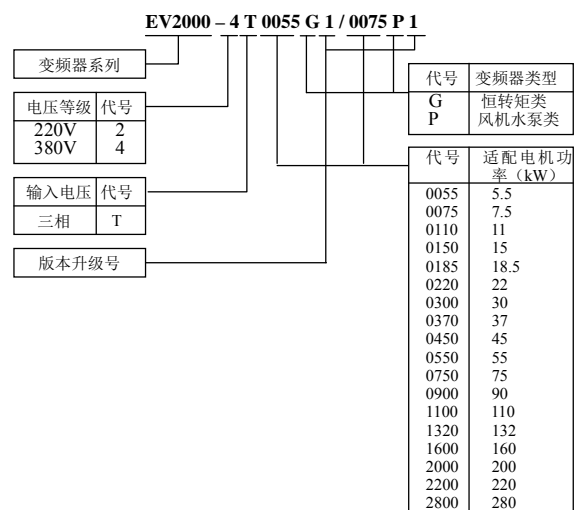 EV2000 – 4 T 0055 G 1 / 0075 P 1
变频器系列
电压等级 代号
220V 2
380V 4
输入电压 代号
三相 T
版本升级号
代号 变频器类型
G 恒转矩类
P 风机水泵类
代号 适配电机功
率（kW）
0055 5.5
0075 7.5
0110 11
0150 15
0185 18.5
0220 22
0300 30
0370 37
0450 45
0550 55
0750 75
0900 90
1100 110
1320 132
1600 160
2000 200
2200 220
2800 280